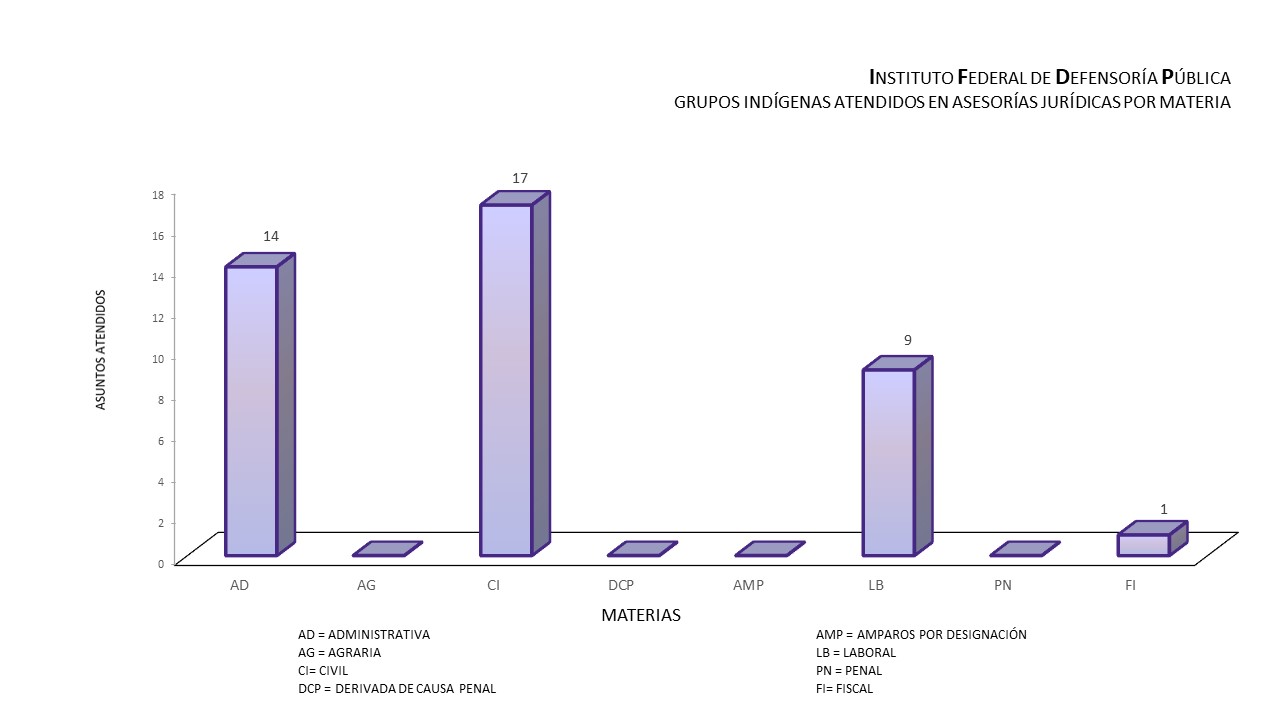 INSTITUTO FEDERAL DE DEFENSORÍA PÚBLICA
GRUPOS INDÍGENAS ATENDIDOS EN ASESORÍAS JURÍDICAS POR MATERIA
ASUNTOS ATENDIDOS
18
16
14
12
10
8
6
4
2
0
14
17
9
1
AD AG CI DCP AMP LB PN FI
MATERIAS
AD = ADMINISTRATIVA
AG = AGRARIA
CI= CIVIL
DCP = DERIVADA DE CAUSA PENAL
AMP = AMPAROS POR DESIGNACIÓN
LB = LABORAL
PN = PENAL
FI= FISCAL